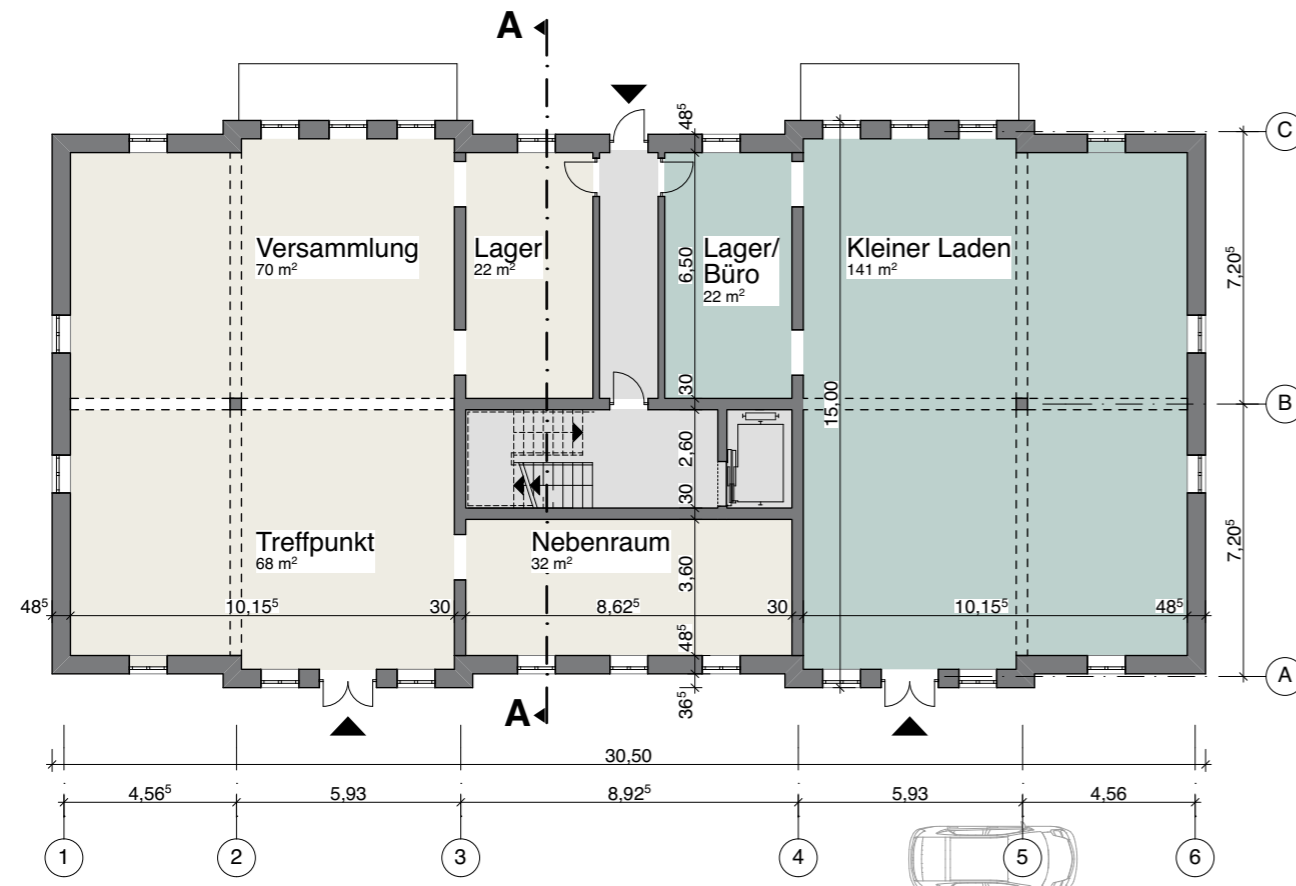 A
48⁵
C
Versammlung
70 m²
Lager
22 m²
6,50
Lager/
Büro
22 m²
Kleiner Laden
141 m²
7,20⁵
30
15,00
B
2,60
30
Treffpunkt
68 m²
Nebenraum
32 m²
3,60
7,20⁵
48⁵
10,15⁵
30
8,62⁵
30
10,15⁵
48⁵
48⁵
A
36⁵
A
30,50
4,56⁵
5,93
8,92⁵
5,93
4,56
1
2
3
4
5
6